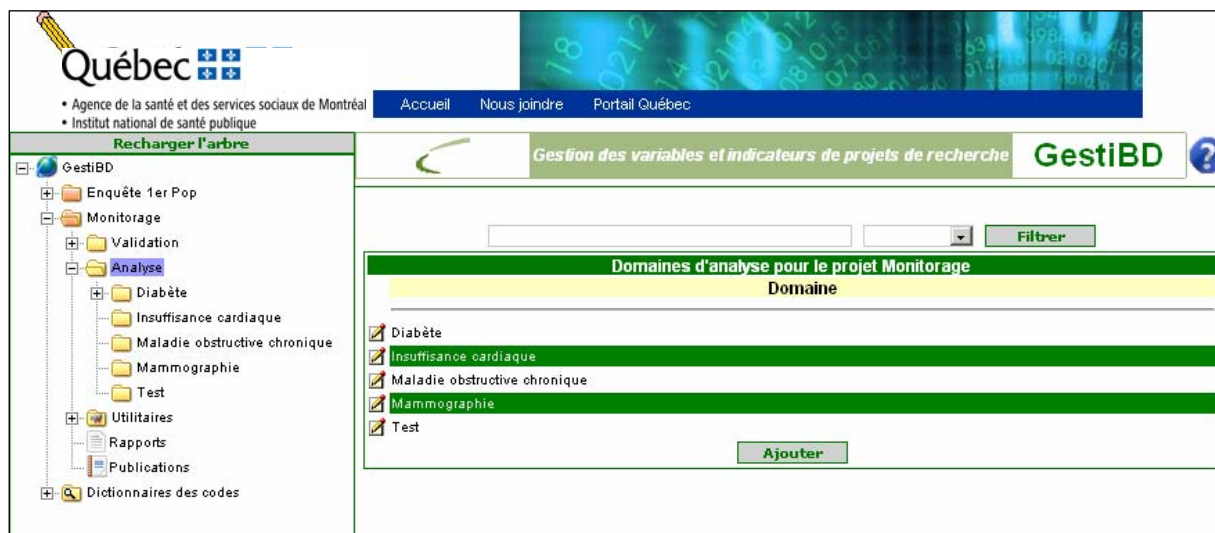 Québec
• Agence de la santé et des services sociaux de Montréal
• Institut national de santé publique
Accueil Nous joindre Portail Québec
Recharger l'arbre
GestiBD
Enquête 1er Pop
Monitorage
Validation
Analyse
Diabète
Insuffisance cardiaque
Maladie obstructive chronique
Mammographie
Test
Utilitaires
Rapports
Publications
Dictionnaires des codes
Gestion des variables et indicateurs de projets de recherche
GestiBD
?
Filtrer
Domaines d'analyse pour le projet Monitorage
Domaine
Diabète
Insuffisance cardiaque
Maladie obstructive chronique
Mammographie
Test
Ajouter